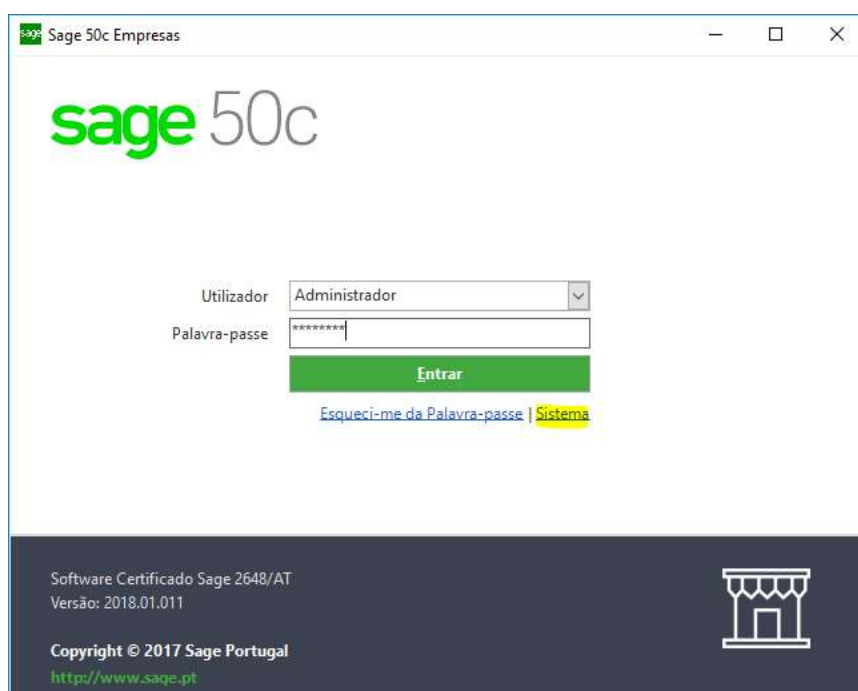 sage Sage 50c Empresas
sage 50c
Utilizador Administrador
Palavra-passe ********
Entrar
Esqueci-me da Palavra-passe | Sistema
Software Certificado Sage 2648/AT
Versão: 2018.01.011
Copyright © 2017 Sage Portugal
http://www.sage.pt